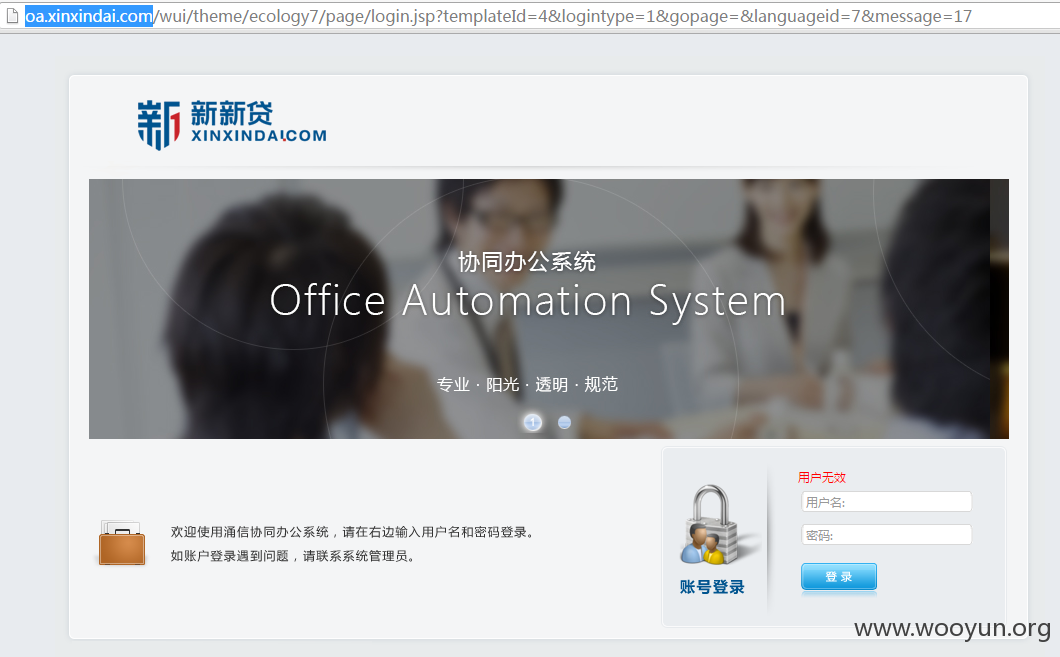 oa.xinxindai.com/wui/theme/ecology7/page/login.jsp?templateId=4&logintype=1&gopage=&languageid=7&message=17
新新贷
XINXINDAI.COM
协同办公系统
Office Automation System
专业 · 阳光 · 透明 · 规范
1
欢迎使用涌信协同办公系统，请在右边输入用户名和密码登录。
如账户登录遇到问题，请联系系统管理员。
用户无效
用户名:
密码:
登 录
账号登录
www.wooyun.org